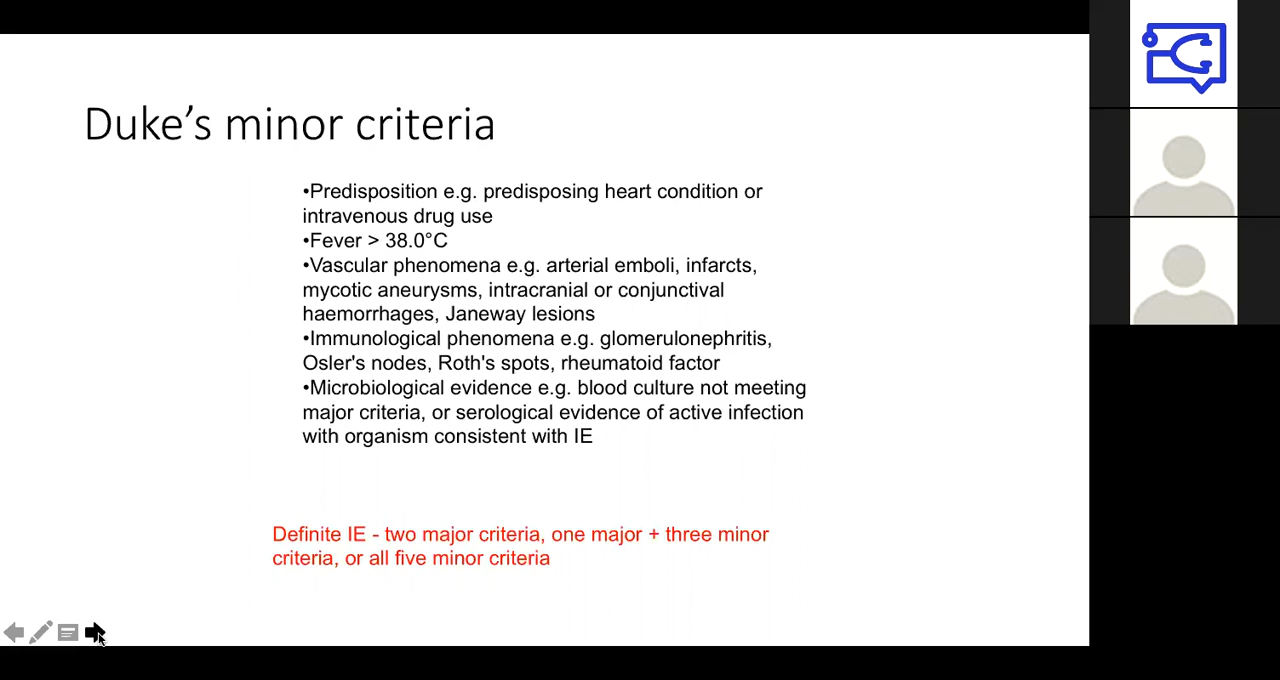 Duke’s minor criteria
•Predisposition e.g. predisposing heart condition or
intravenous drug use
•Fever > 38.0°C
•Vascular phenomena e.g. arterial emboli, infarcts,
mycotic aneurysms, intracranial or conjunctival
haemorrhages, Janeway lesions
•Immunological phenomena e.g. glomerulonephritis,
Osler's nodes, Roth's spots, rheumatoid factor
•Microbiological evidence e.g. blood culture not meeting
major criteria, or serological evidence of active infection
with organism consistent with IE
Definite IE - two major criteria, one major + three minor
criteria, or all five minor criteria